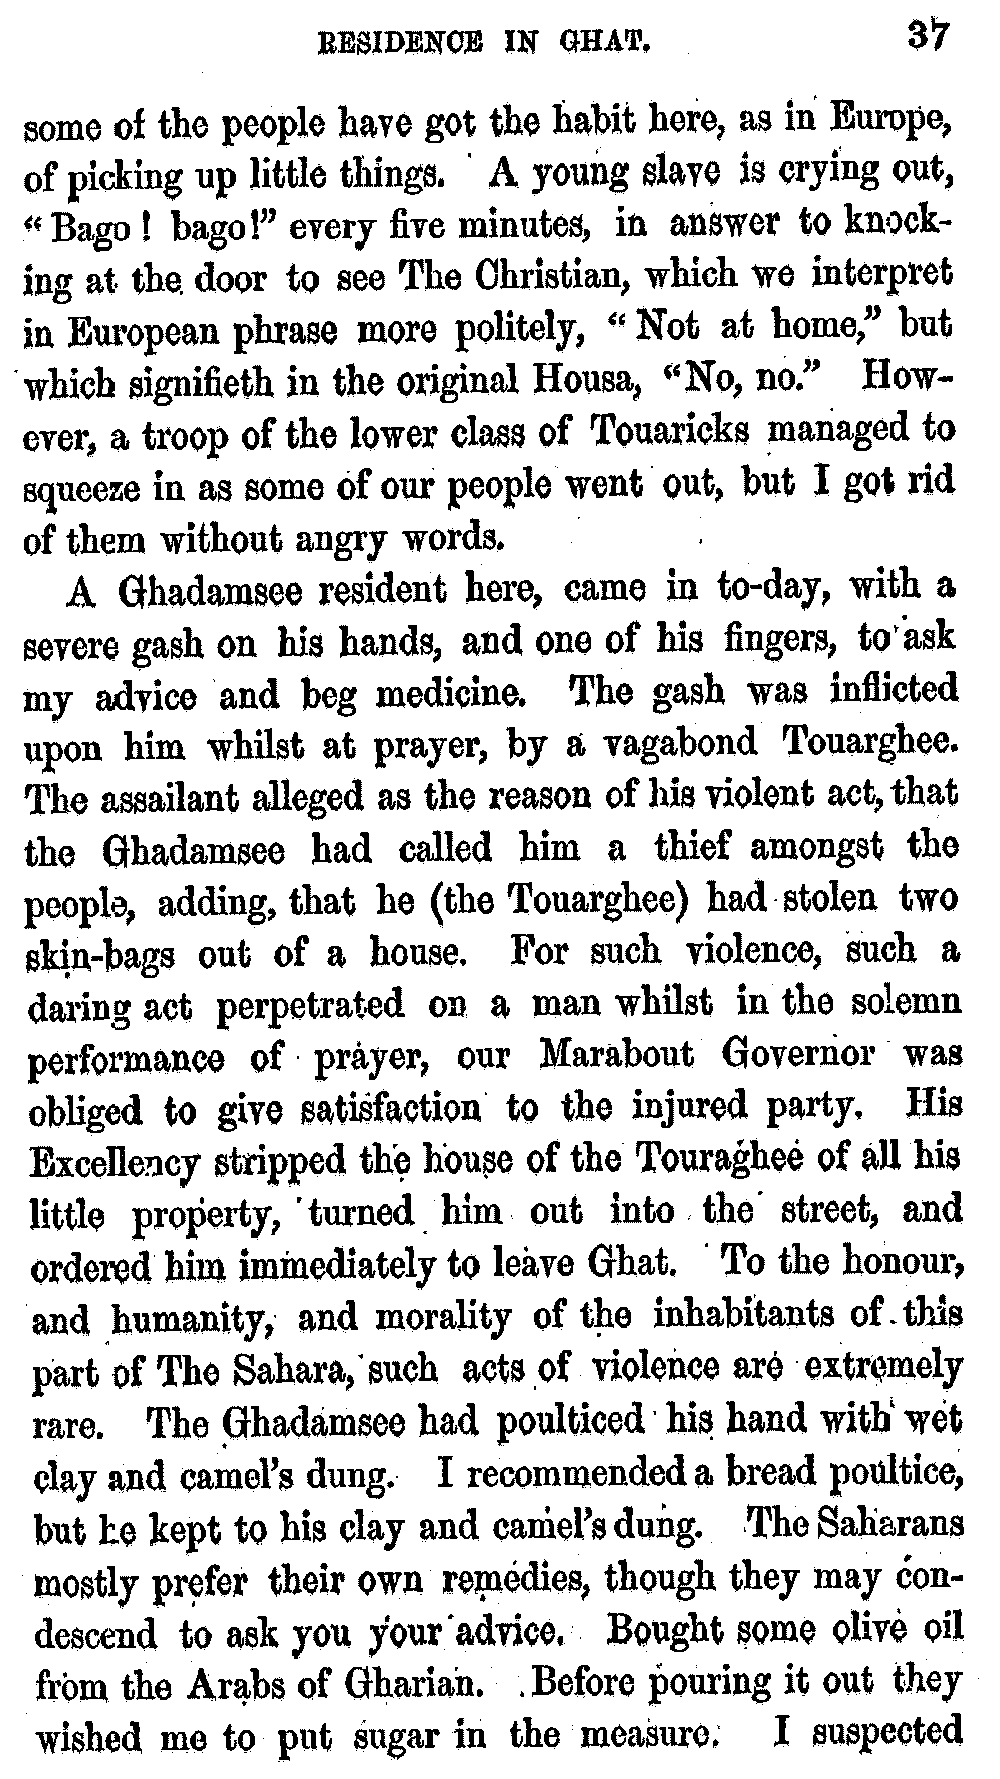 RESIDENCE IN GHAT. 37
some of the people have got the habit here, as in Europe,
of picking up little things. A young slave is crying out,
"Bago! bago!" every five minutes, in answer to knock-
ing at the door to see The Christian, which we interpret
in European phrase more politely, "Not at home," but
which signifieth in the original Housa, "No, no." How-
ever, a troop of the lower class of Touaricks managed to
squeeze in as some of our people went out, but I got rid
of them without angry words.
A Ghadamsee resident here, came in to-day, with a
severe gash on his hands, and one of his fingers, to ask
my advice and beg medicine. The gash was inflicted
upon him whilst at prayer, by a vagabond Touarghee.
The assailant alleged as the reason of his violent act, that
the Ghadamsee had called him a thief amongst the
people, adding, that he (the Touarghee) had stolen two
skin-bags out of a house. For such violence, such a
daring act perpetrated on a man whilst in the solemn
performance of prayer, our Marabout Governor was
obliged to give satisfaction to the injured party. His
Excellency stripped the house of the Touraghee of all his
little property, turned him out into the street, and
ordered him immediately to leave Ghat. To the honour,
and humanity, and morality of the inhabitants of this
part of The Sahara, such acts of violence are extremely
rare. The Ghadamsee had poulticed his hand with wet
clay and camel's dung. I recommended a bread poultice,
but he kept to his clay and camel's dung. The Saharans
mostly prefer their own remedies, though they may con-
descend to ask you your advice. Bought some olive oil
from the Arabs of Gharian. Before pouring it out they
wished me to put sugar in the measure. I suspected